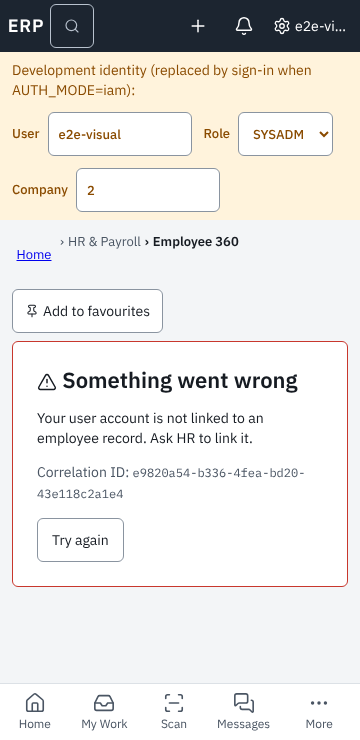 ERP
e2e-vi...
Development identity (replaced by sign-in when
AUTH_MODE=iam):
User e2e-visual Role SYSADM
Company 2
Home › HR & Payroll › Employee 360
Add to favourites
Something went wrong
Your user account is not linked to an
employee record. Ask HR to link it.
Correlation ID: e9820a54-b336-4fea-bd20-
43e118c2a1e4
Try again
Home My Work Scan Messages More